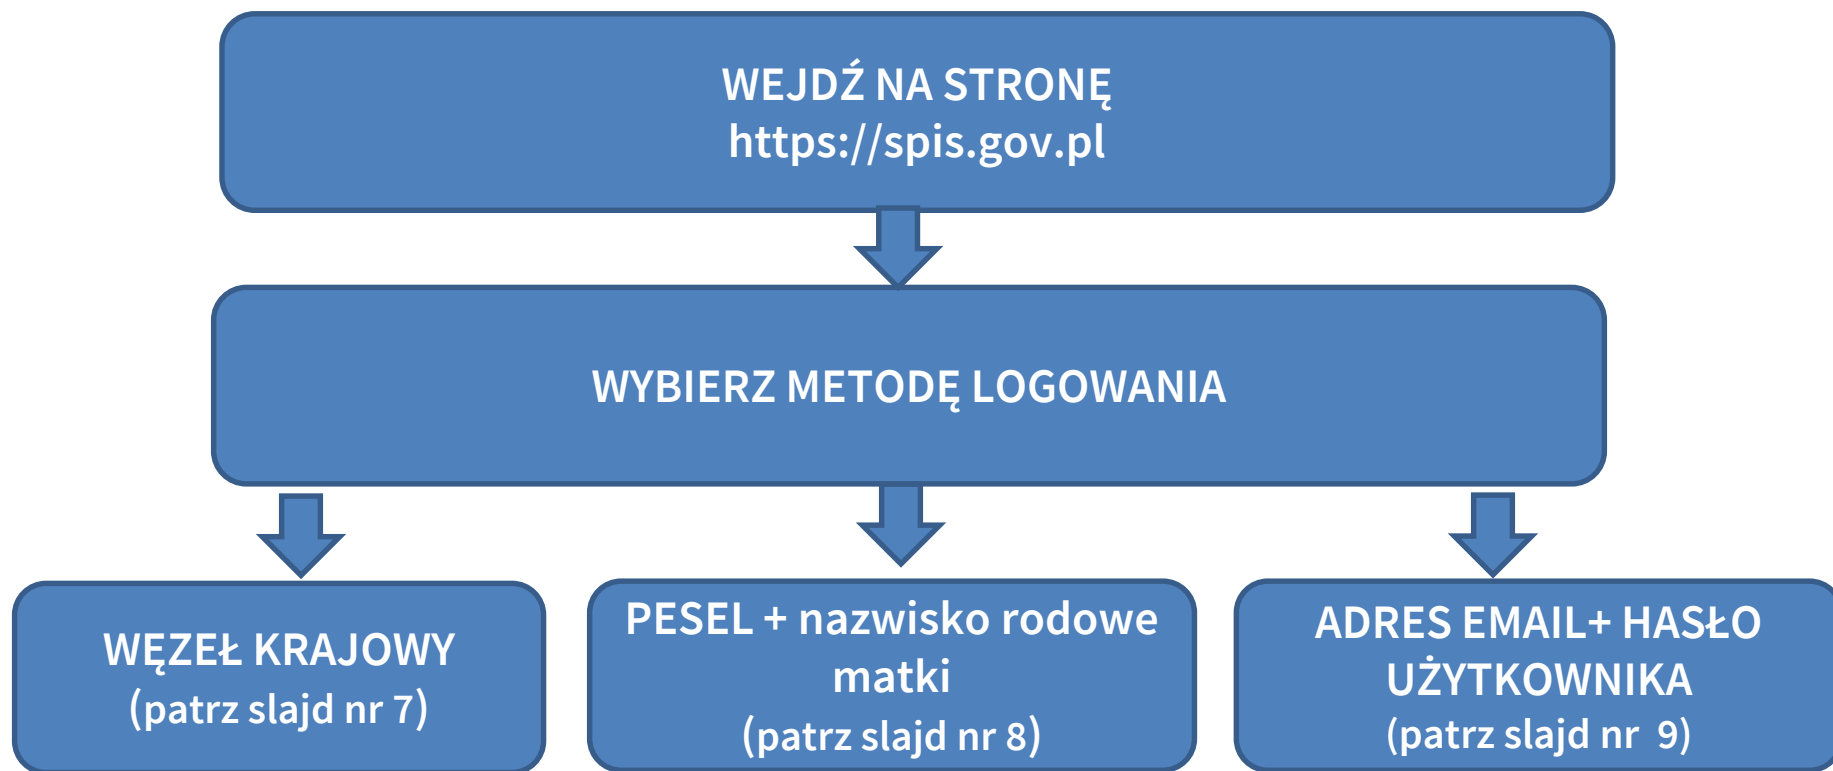 WEJDŹ NA STRONĘ
https://spis.gov.pl
WYBIERZ METODĘ LOGOWANIA
WĘZEŁ KRAJOWY
(patrz slajd nr 7)
PESEL + nazwisko rodowe
matki
(patrz slajd nr 8)
ADRES EMAIL+ HASŁO
UŻYTKOWNIKA
(patrz slajd nr  9)